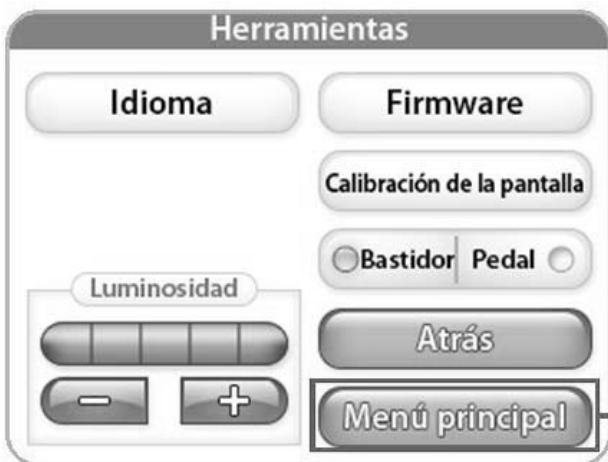 Herramientas
Idioma
Firmware
Calibración de la pantalla
Bastidor Pedal
Luminosidad
Atrás
- +
Menú principal